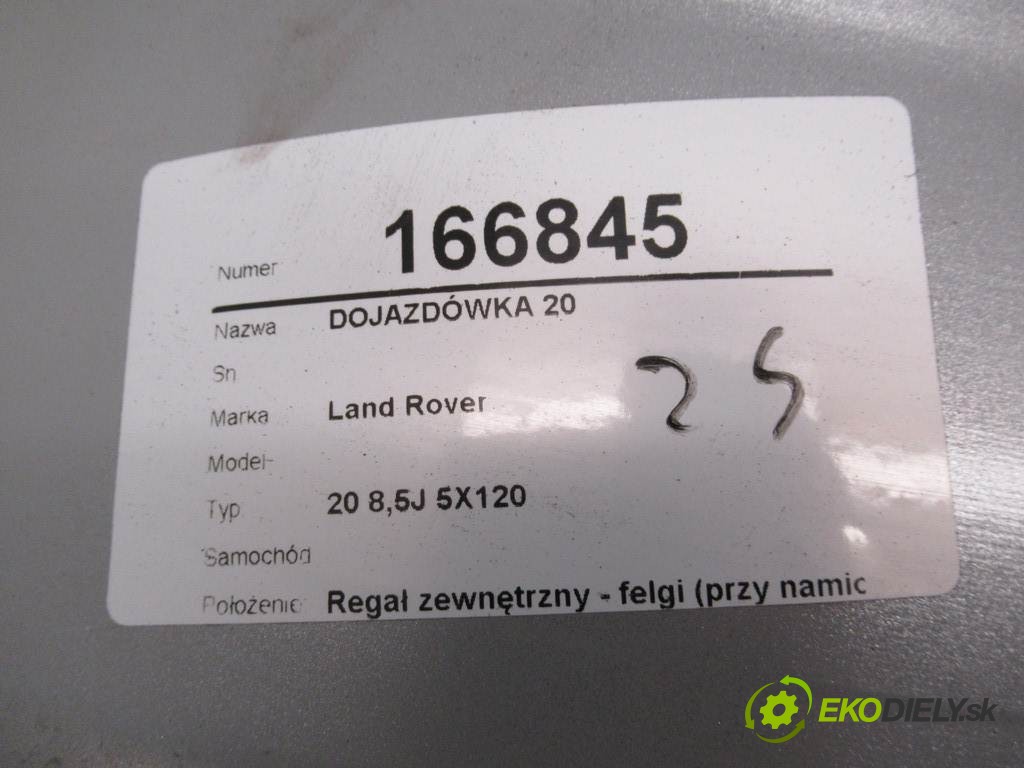 Numer 166845
Nazwa DOJAZDÓWKA 20
Sn
Marka Land Rover
Model
Typ 20 8,5J 5X120
Samochód
Położenie Regał zewnętrzny - felgi (przy namic
25
EKODIELY.sk